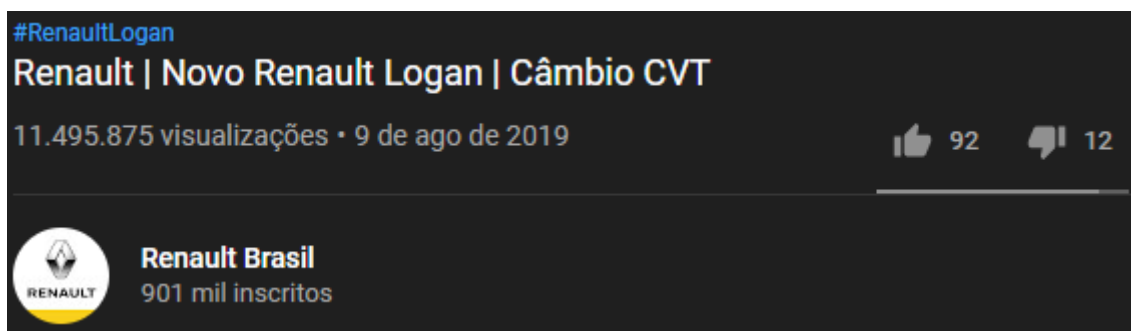 #RenaultLogan
Renault | Novo Renault Logan | Câmbio CVT
11.495.875 visualizações • 9 de ago de 2019
92 12
RENAULT
Renault Brasil
901 mil inscritos